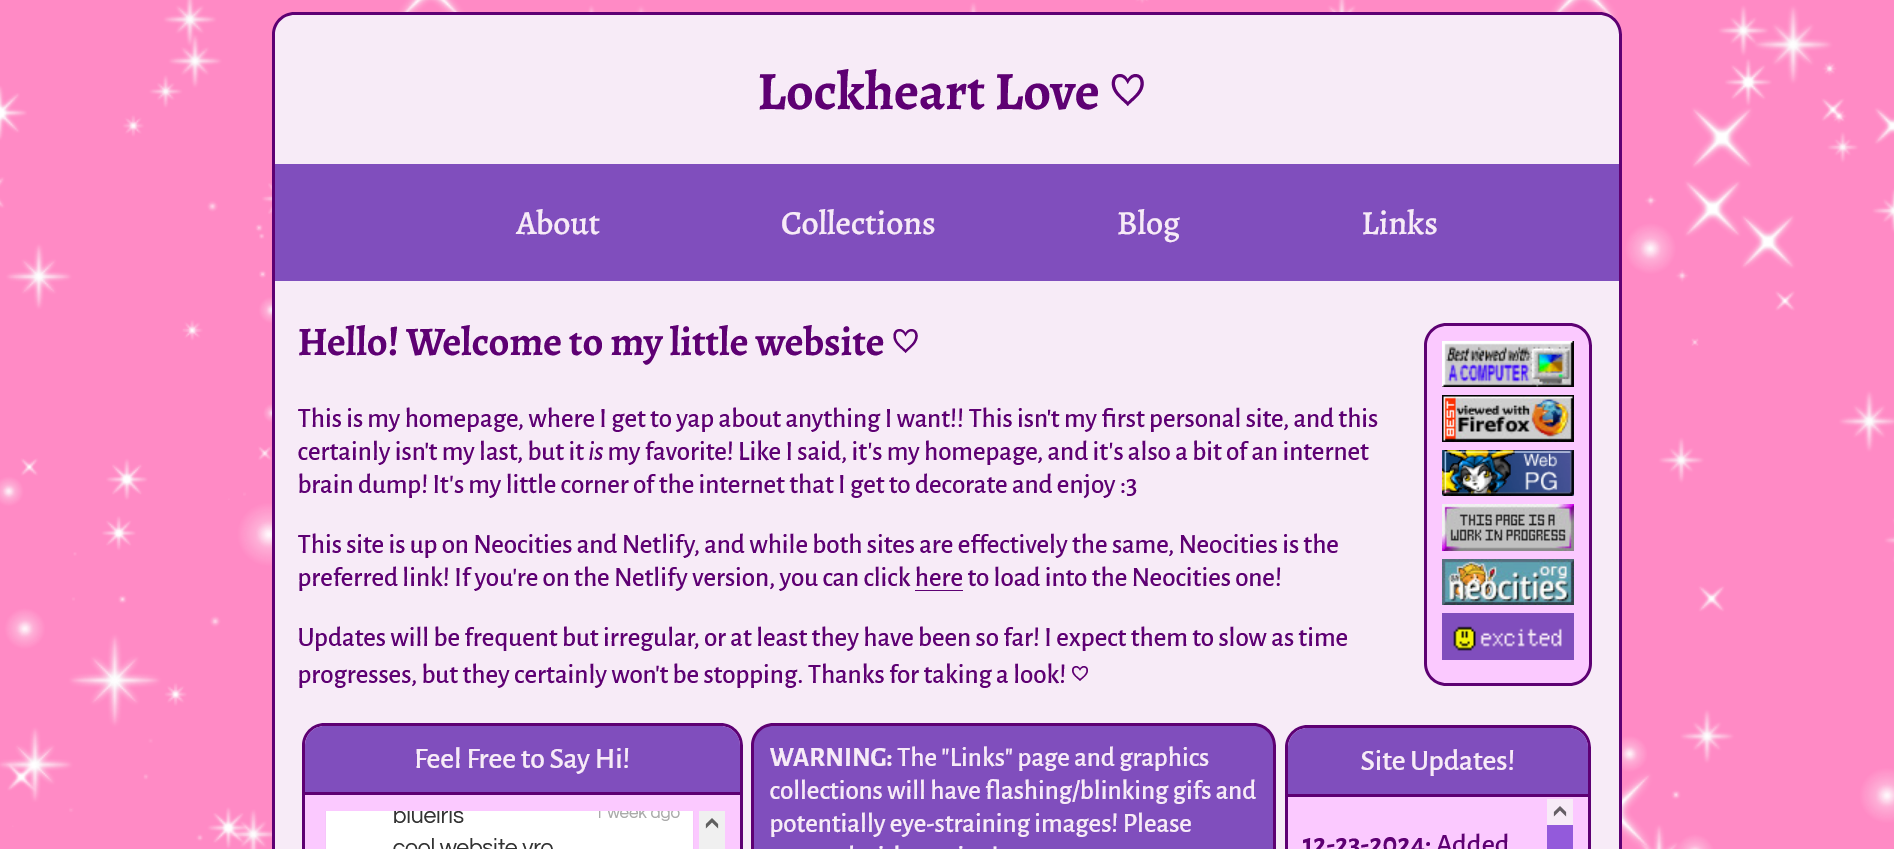 Lockheart Love ♡
About Collections Blog Links
Hello! Welcome to my little website ♡
This is my homepage, where I get to yap about anything I want!! This isn't my first personal site, and this
certainly isn't my last, but it is my favorite! Like I said, it's my homepage, and it's also a bit of an internet
brain dump! It's my little corner of the internet that I get to decorate and enjoy :3
This site is up on Neocities and Netlify, and while both sites are effectively the same, Neocities is the
preferred link! If you're on the Netlify version, you can click here to load into the Neocities one!
Updates will be frequent but irregular, or at least they have been so far! I expect them to slow as time
progresses, but they certainly won't be stopping. Thanks for taking a look! ♡
Best viewed with
A COMPUTER
BEST
viewed with
Firefox
Web
PG
THIS PAGE IS A
WORK IN PROGRESS
neocities
.org
excited
Feel Free to Say Hi!
blueiris 1 week ago
cool website yro
WARNING: The "Links" page and graphics
collections will have flashing/blinking gifs and
potentially eye-straining images! Please
Site Updates!
12-23-2024: Added